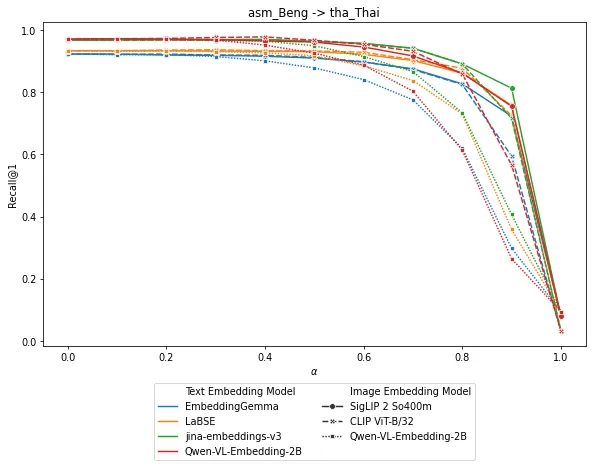 asm_Beng -> tha_Thai
Recall@1
1.0
0.8
0.6
0.4
0.2
0.0
0.0 0.2 0.4 0.6 0.8 1.0
α
Text Embedding Model
EmbeddingGemma
LaBSE
jina-embeddings-v3
Qwen-VL-Embedding-2B
Image Embedding Model
SigLIP 2 So400m
CLIP ViT-B/32
Qwen-VL-Embedding-2B